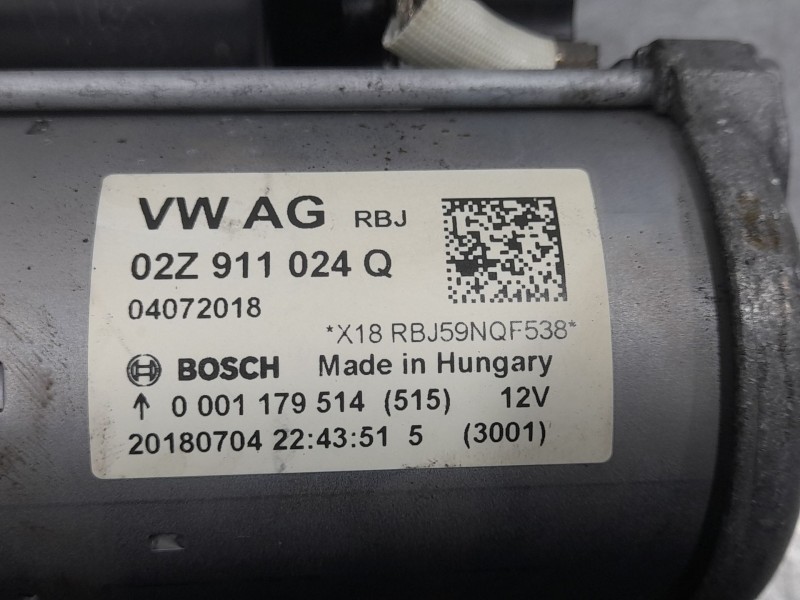 VW AG RBJ
02Z 911 024 Q
04072018
*X18 RBJ59NQF538*
BOSCH Made in Hungary
↑ 0 001 179 514 (515) 12V
20180704 22:43:51 5 (3001)